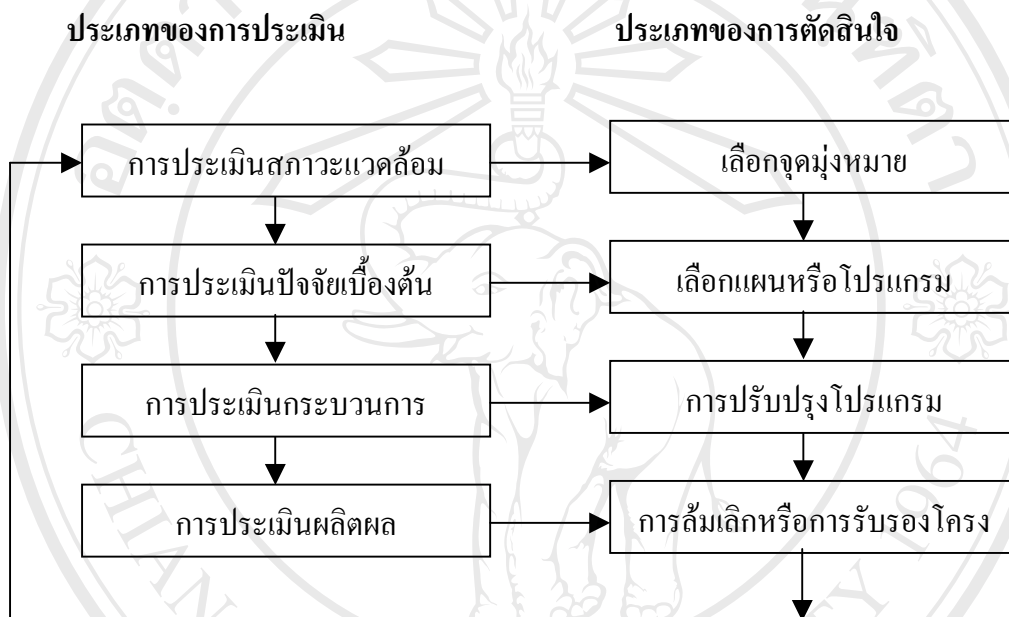 ประเภทของการประเมิน ประเภทของการตัดสินใจ
การประเมินสภาวะแวดล้อม เลือกจุดมุ่งหมาย
การประเมินปัจจัยเบื้องต้น เลือกแผนหรือโปรแกรม
การประเมินกระบวนการ การปรับปรุงโปรแกรม
การประเมินผลิตผล การล้มเลิกหรือการรับรองโครง
CHIAN
1964